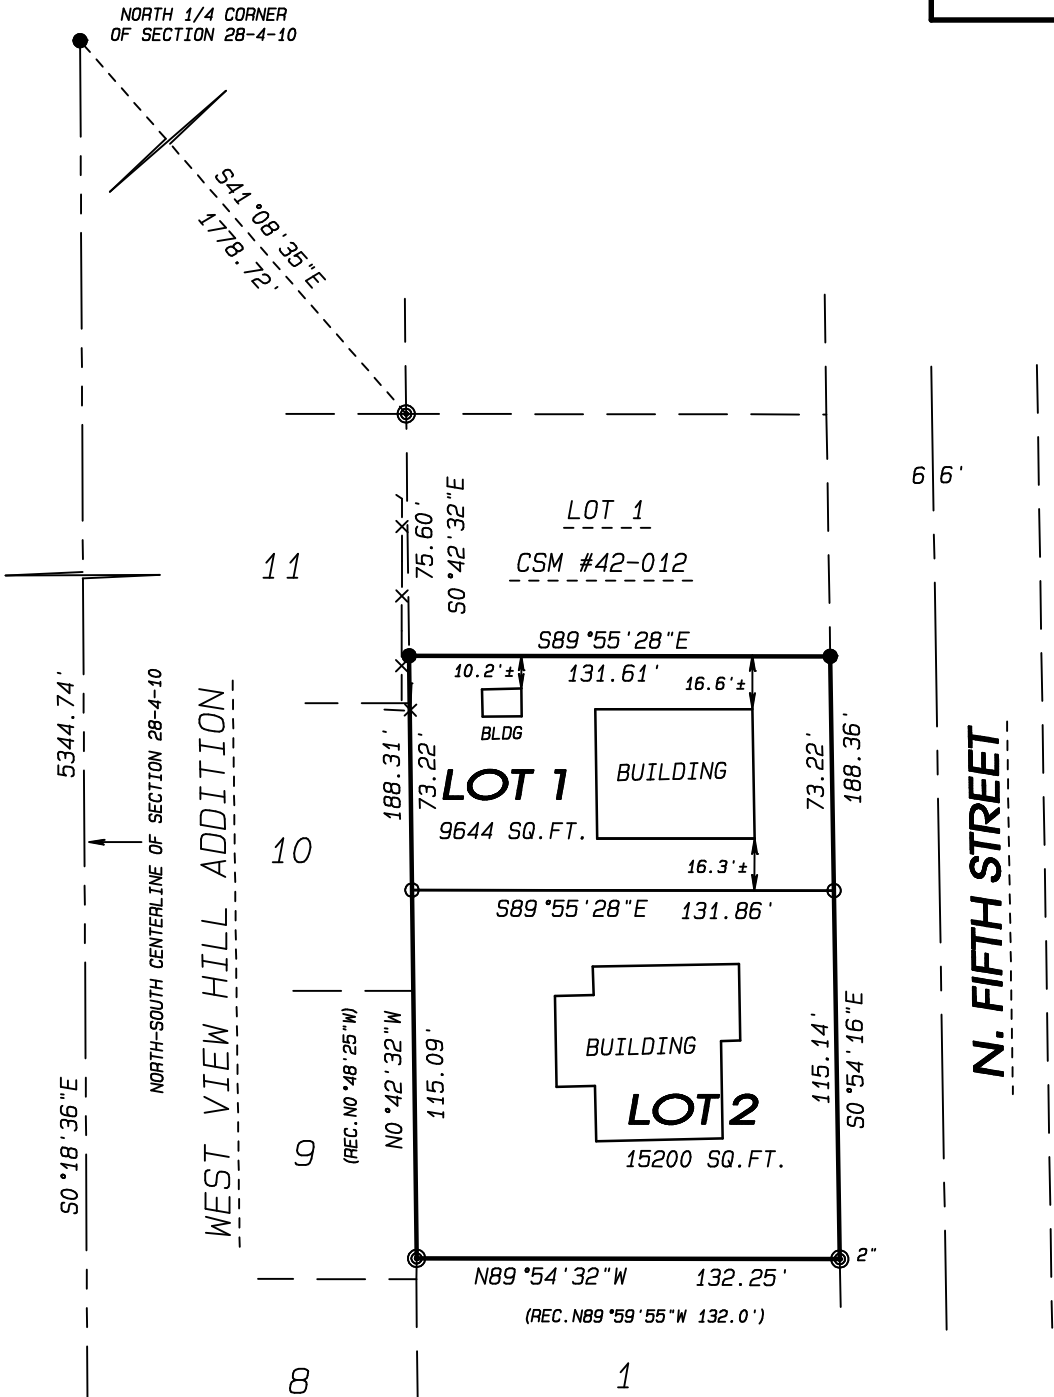 NORTH 1/4 CORNER
OF SECTION 28-4-10
S41°08'35"E
1778.72'
66'
75.60'
S0°42'32"E
LOT 1
CSM #42-012
11
S89°55'28"E
131.61'
10.2'±
16.6'±
BLDG
BUILDING
LOT 1
9644 SQ.FT.
188.31'
73.22'
73.22'
188.36'
16.3'±
10
S89°55'28"E 131.86'
5344.74'
S0°18'36"E
NORTH-SOUTH CENTERLINE OF SECTION 28-4-10
WEST VIEW HILL ADDITION
N. FIFTH STREET
(REC.N0°48'25"W)
N0°42'32"W
115.09'
BUILDING
LOT 2
15200 SQ.FT.
115.14'
S0°54'16"E
9
2"
N89°54'32"W 132.25'
(REC.N89°59'55"W 132.0')
8
1